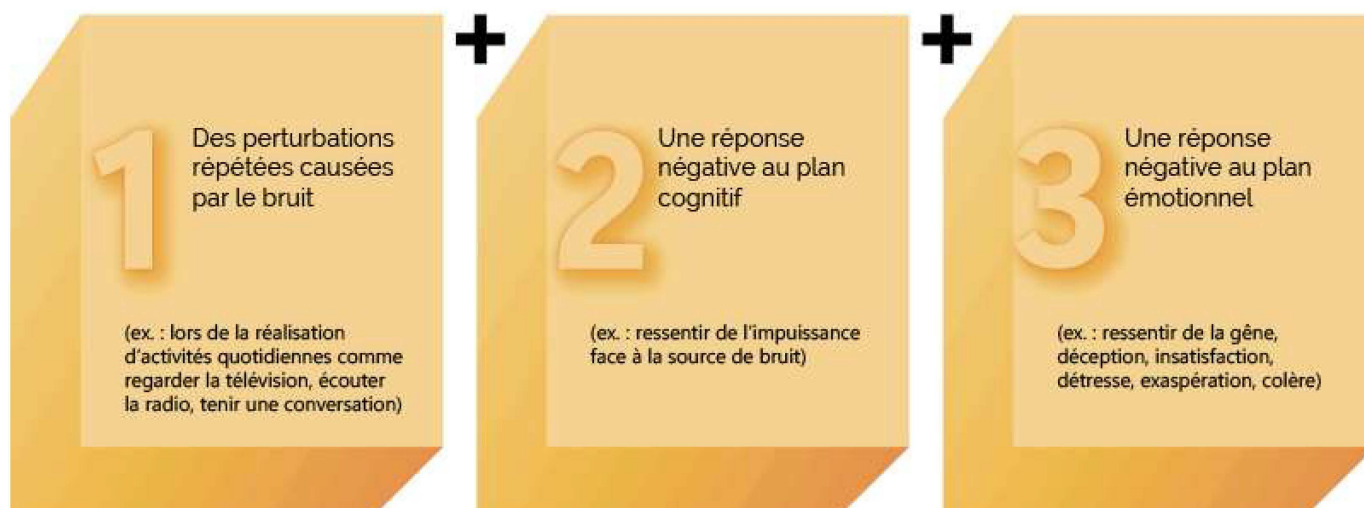 +
+
1
Des perturbations
répétées causées
par le bruit
(ex. : lors de la réalisation
d'activités quotidiennes comme
regarder la télévision, écouter
la radio, tenir une conversation)
2
Une réponse
négative au plan
cognitif
(ex. : ressentir de l'impuissance
face à la source de bruit)
3
Une réponse
négative au plan
émotionnel
(ex. : ressentir de la gêne,
déception, insatisfaction,
détresse, exaspération, colère)